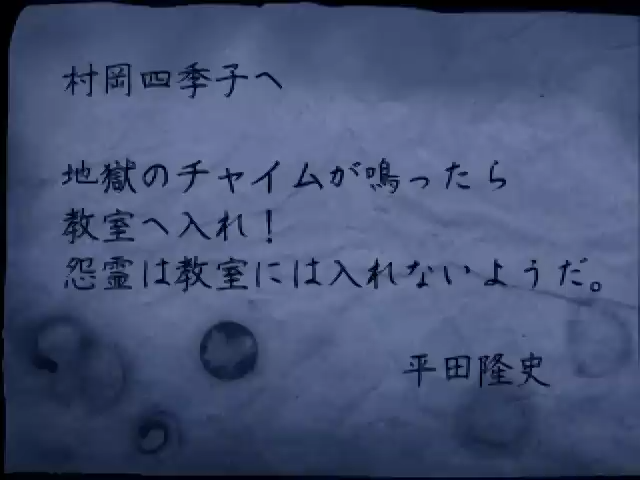 村岡四季子へ
地獄のチャイムが鳴ったら
教室へ入れ！
怨霊は教室には入れないようだ。
平田隆史